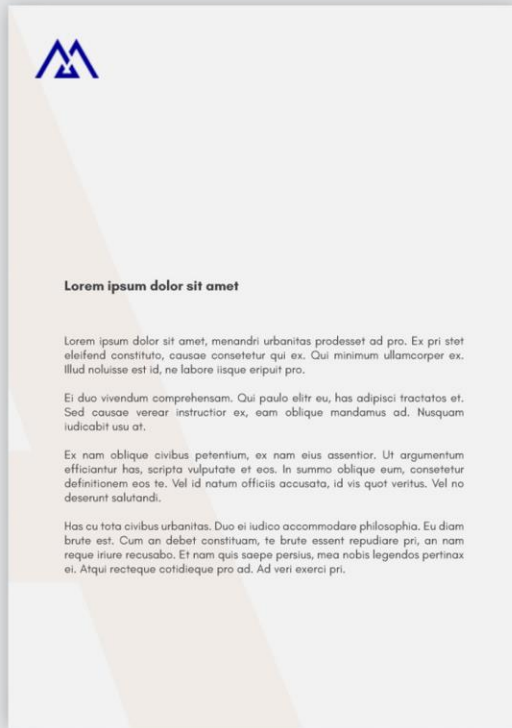 Lorem ipsum dolor sit amet
Lorem ipsum dolor sit amet, menandri urbanitas prodesset ad pro. Ex pri stet
eleifend constituto, causae consetetur qui ex. Qui minimum ullamcorper ex.
Illud noluisse est id, ne labore iisque eripuit pro.
Ei duo vivendum comprehensam. Qui paulo elitr eu, has adipisci tractatos et.
Sed causae verear instructior ex, eam oblique mandamus ad. Nusquam
iudicabit usu at.
Ex nam oblique civibus petentium, ex nam eius assentior. Ut argumentum
efficiantur has, scripta vulputate et eos. In summo oblique eum, consetetur
definitionem eos te. Vel id natum officiis accusata, id vis quot veritus. Vel no
deserunt salutandi.
Has cu tota civibus urbanitas. Duo ei iudico accommodare philosophia. Eu diam
brute est. Cum an debet constituam, te brute essent repudiare pri, an nam
reque iriure recusabo. Et nam quis saepe persius, mea nobis legendos pertinax
ei. Atqui recteque cotidieque pro ad. Ad veri exerci pri.